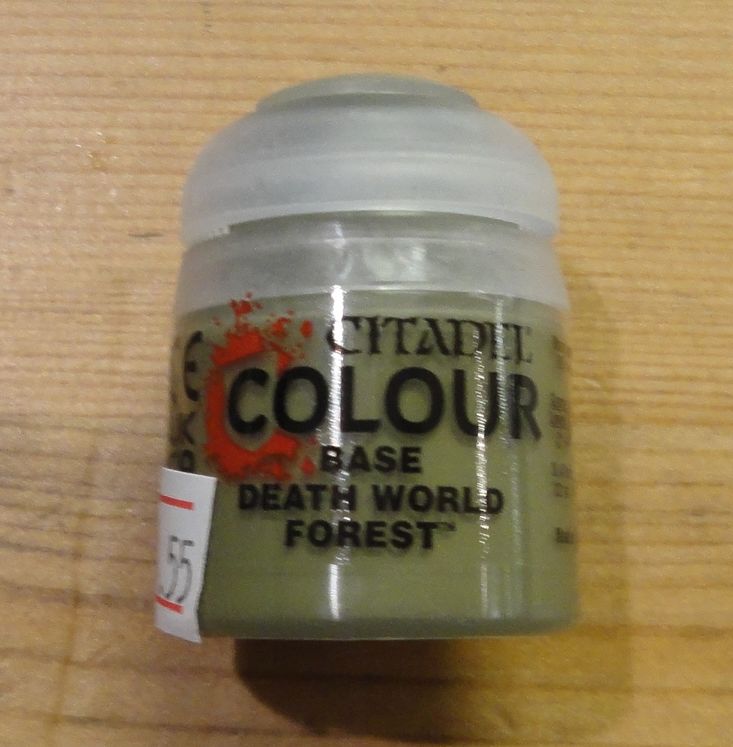 CITADEL
COLOUR
BASE
DEATH WORLD
FOREST™
.55